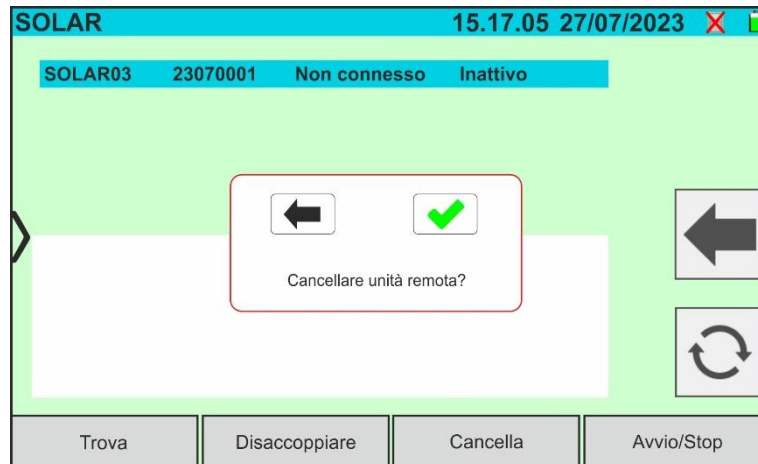 SOLAR 15.17.05 27/07/2023
SOLAR03 23070001 Non connesso Inattivo
Cancellare unità remota?
Trova Disaccoppiare Cancella Avvio/Stop